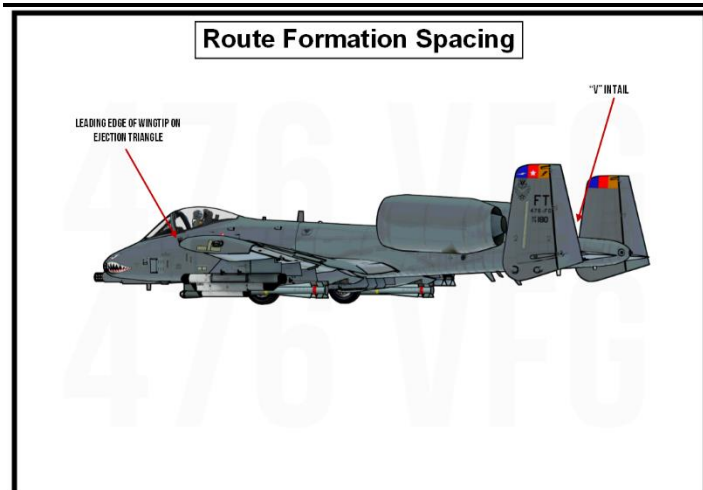 Route Formation Spacing
"V" IN TAIL
LEADING EDGE OF WINGTIP ON
EJECTION TRIANGLE
FT
476 VFG
476 VFG